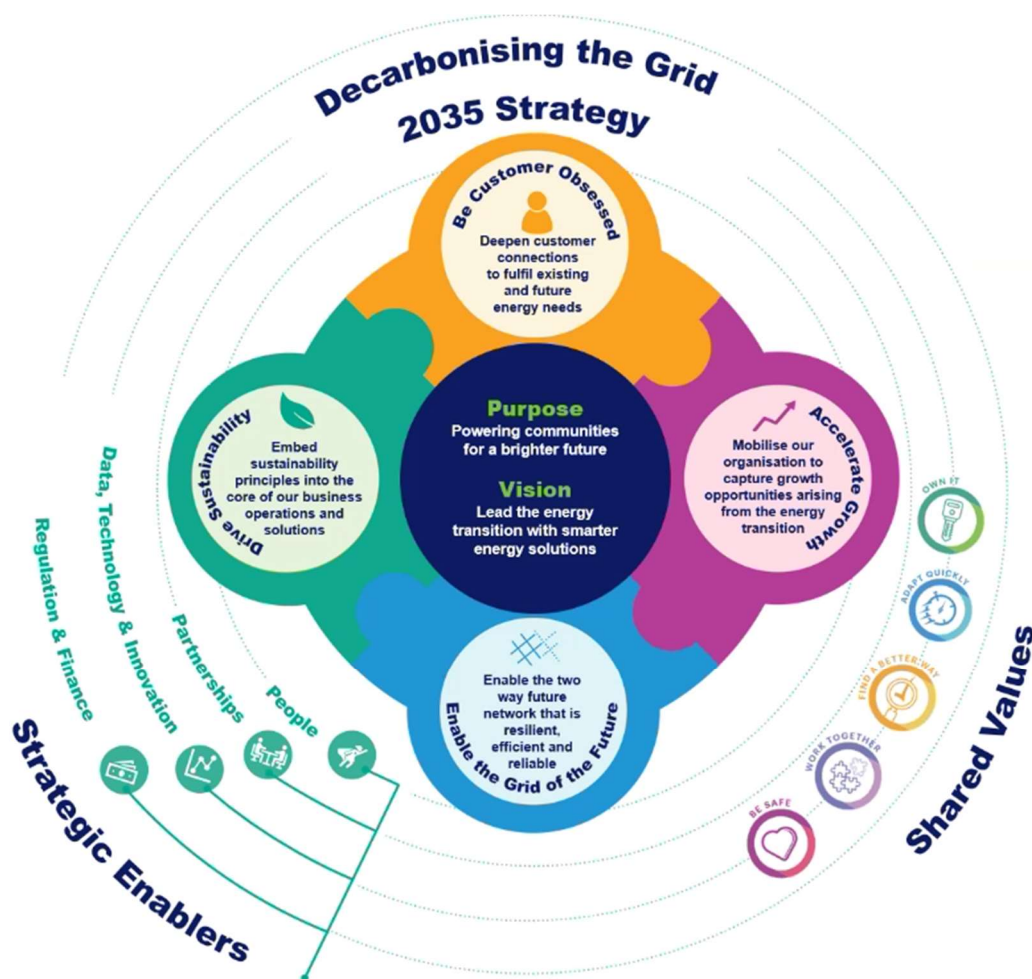 Decarbonising the Grid
2035 Strategy
Be Customer Obsessed
Deepen customer
connections
to fulfil existing
and future
energy needs
Drive Sustainability
Embed
sustainability
principles into the
core of our business
operations and
solutions
Purpose
Powering communities
for a brighter future
Vision
Lead the energy
transition with smarter
energy solutions
Accelerate Growth
Mobilise our
organisation to
capture growth
opportunities arising
from the energy
transition
Enable the two
way future
network that is
resilient,
efficient and
reliable
Enable the Grid of the Future
Strategic Enablers
Regulation & Finance
Data, Technology & Innovation
Partnerships
People
Shared Values
OWN IT
ADAPT QUICKLY
FIND A BETTER WAY
WORK TOGETHER
BE SAFE